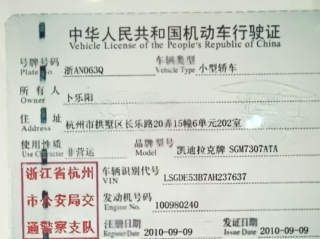 中华人民共和国机动车行驶证
Vehicle License of the People's Republic of China
号牌号码 浙AN063Q 车辆类型 小型轿车
Plate No. Vehicle Type
所有人 卜乐阳
Owner
住址 杭州市拱墅区长乐路20弄15幢6单元202室
Address
使用性质 非营运 品牌型号 凯迪拉克牌 SGM7307ATA
Use Character
车辆识别代号 LSGDE53B7AH237637
VIN
发动机号码 100980240
Engine No.
注册日期 2010-09-09 发证日期 2010-09-09
Register Date Issue Date
浙江省杭州
市公安局交
通警察支队